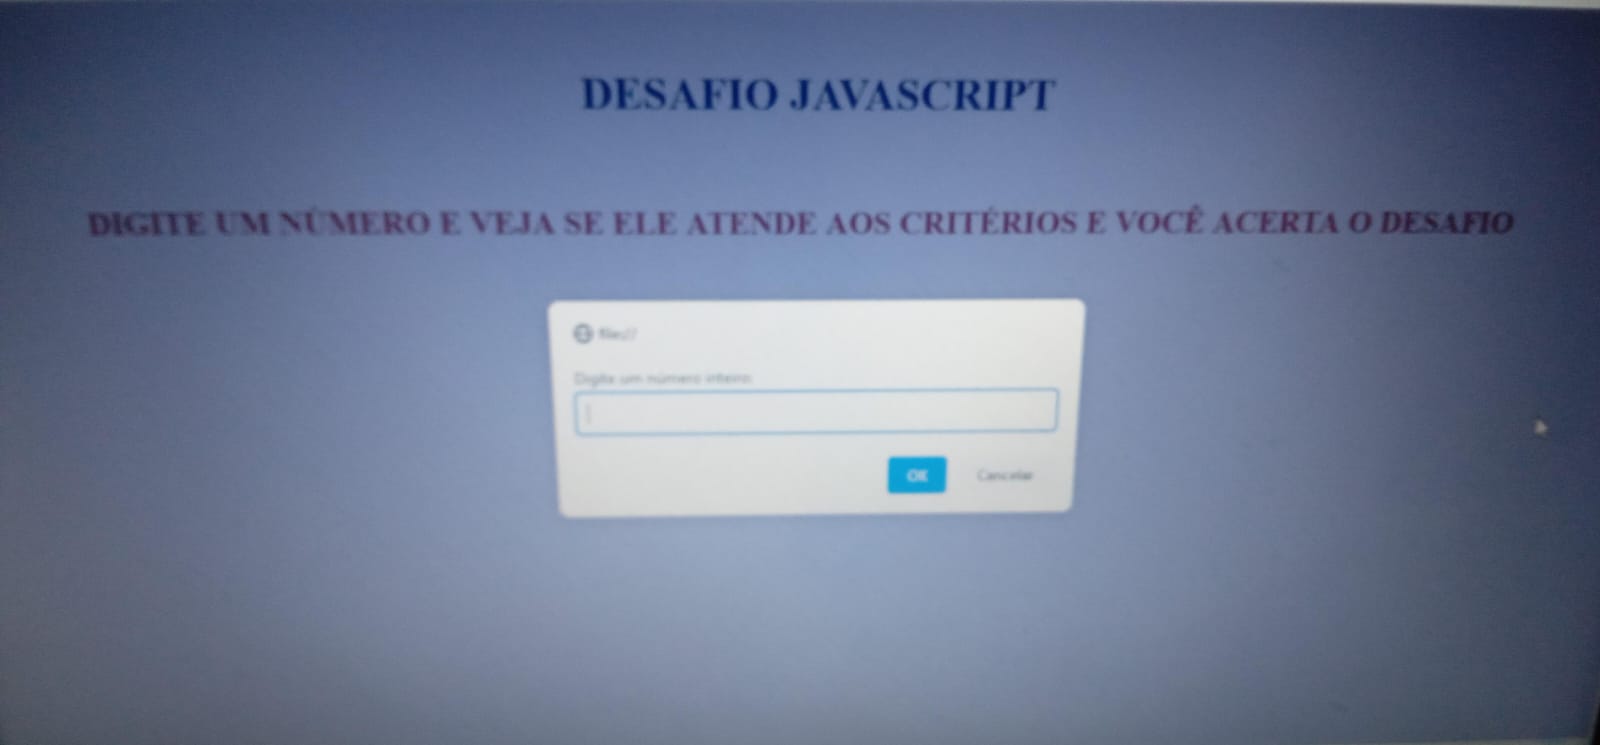 DESAFIO JAVASCRIPT
DIGITE UM NÚMERO E VEJA SE ELE ATENDE AOS CRITÉRIOS E VOCÊ ACERTA O DESAFIO
file://
Digite um número inteiro
OK
Cancelar